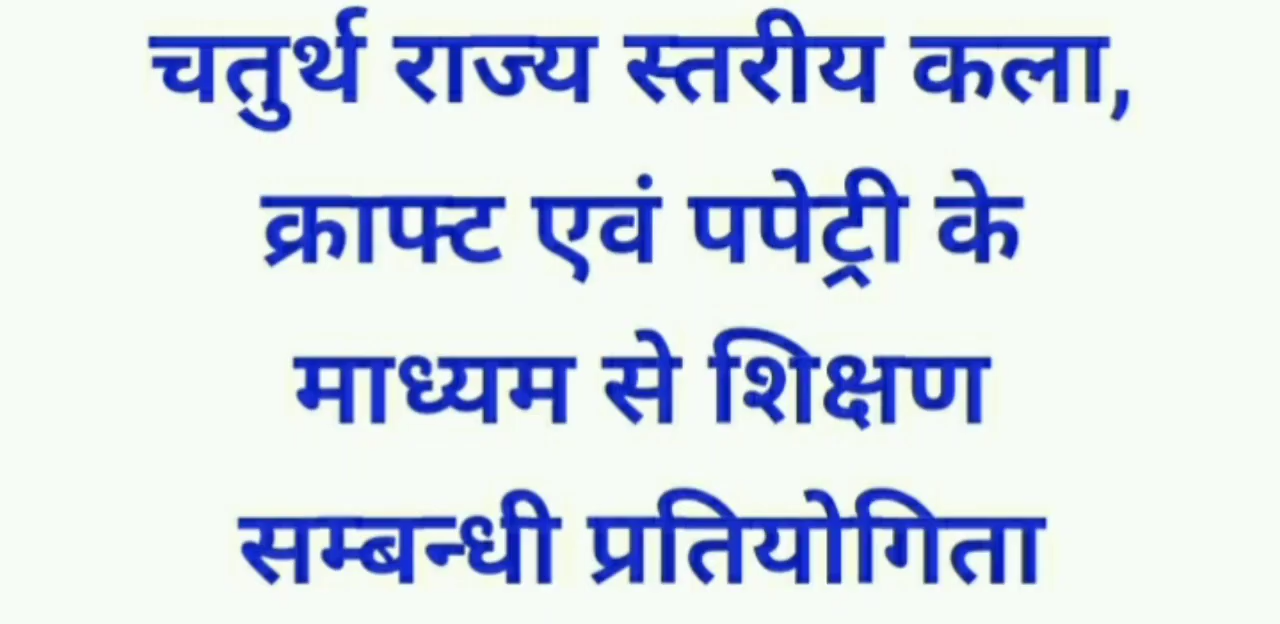 चतुर्थ राज्य स्तरीय कला,
क्राफ्ट एवं पपेट्री के
माध्यम से शिक्षण
सम्बन्धी प्रतियोगिता